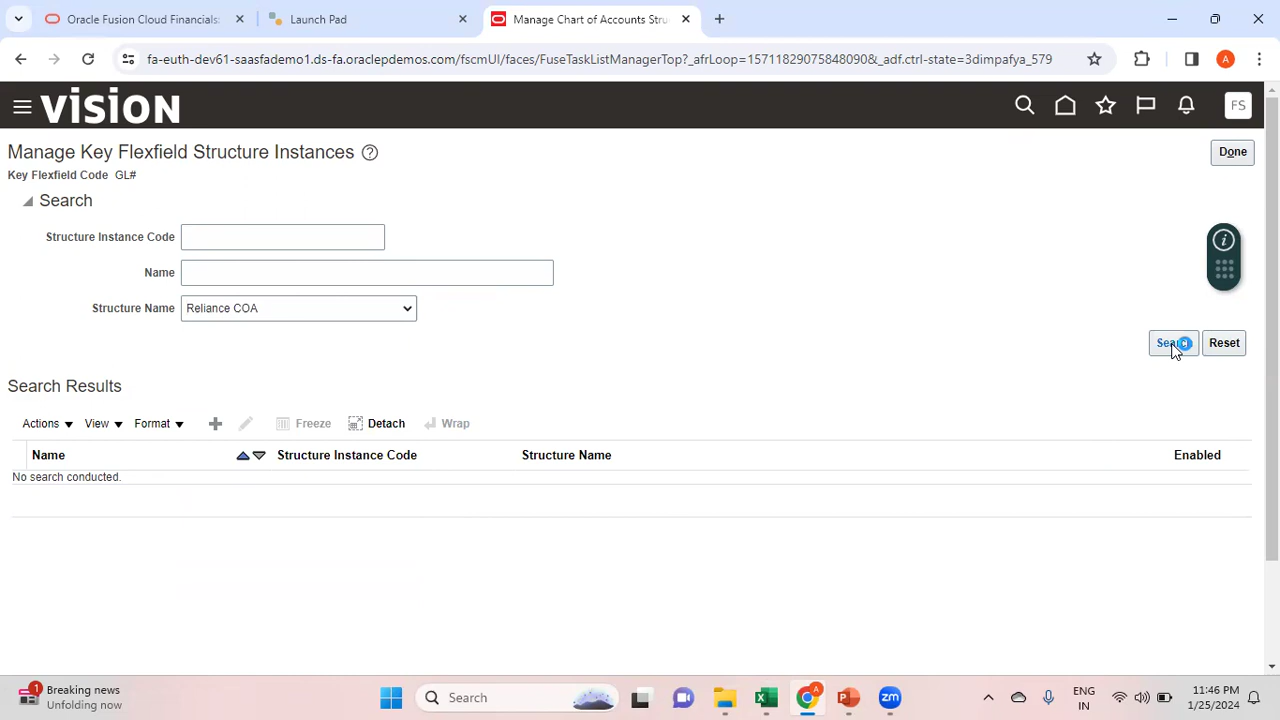 Oracle Fusion Cloud Financials:
Launch Pad
Manage Chart of Accounts Stru
fa-euth-dev61-saasfademo1.ds-fa.oraclepdemos.com/fscmUI/faces/FuseTaskListManagerTop?_afrLoop=15711829075848090&_adf.ctrl-state=3dimpafya_579
A
vision
FS
Manage Key Flexfield Structure Instances
Done
Key Flexfield Code GL#
Search
Structure Instance Code
Name
Structure Name Reliance COA
Reset
Search Results
Actions View Format Freeze Detach Wrap
Name Structure Instance Code Structure Name Enabled
No search conducted.
1 Breaking news
Unfolding now
Search
zm
ENG
IN
11:46 PM
1/25/2024